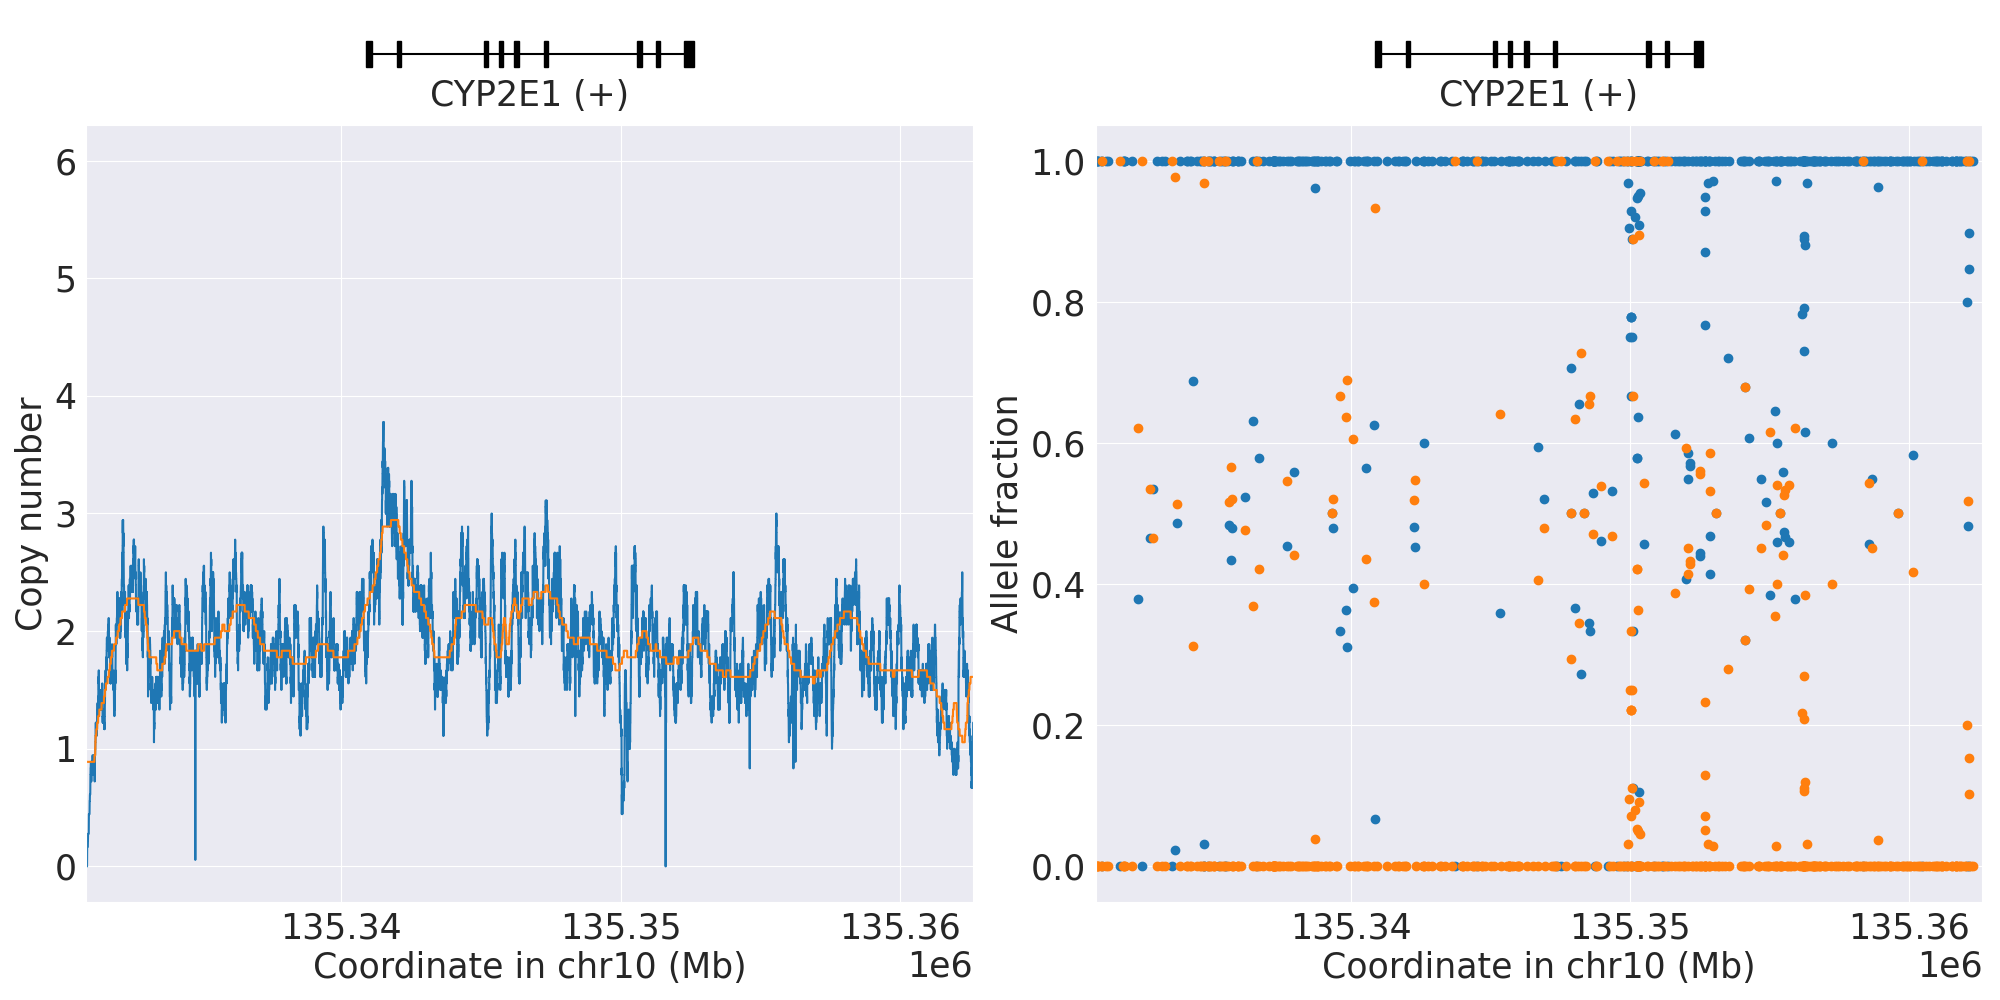 CYP2E1 (+)
6
5
4
3
2
1
0
Copy number
135.34 135.35 135.36
Coordinate in chr10 (Mb)
1e6
CYP2E1 (+)
1.0
0.8
0.6
0.4
0.2
0.0
Allele fraction
135.34 135.35 135.36
Coordinate in chr10 (Mb)
1e6